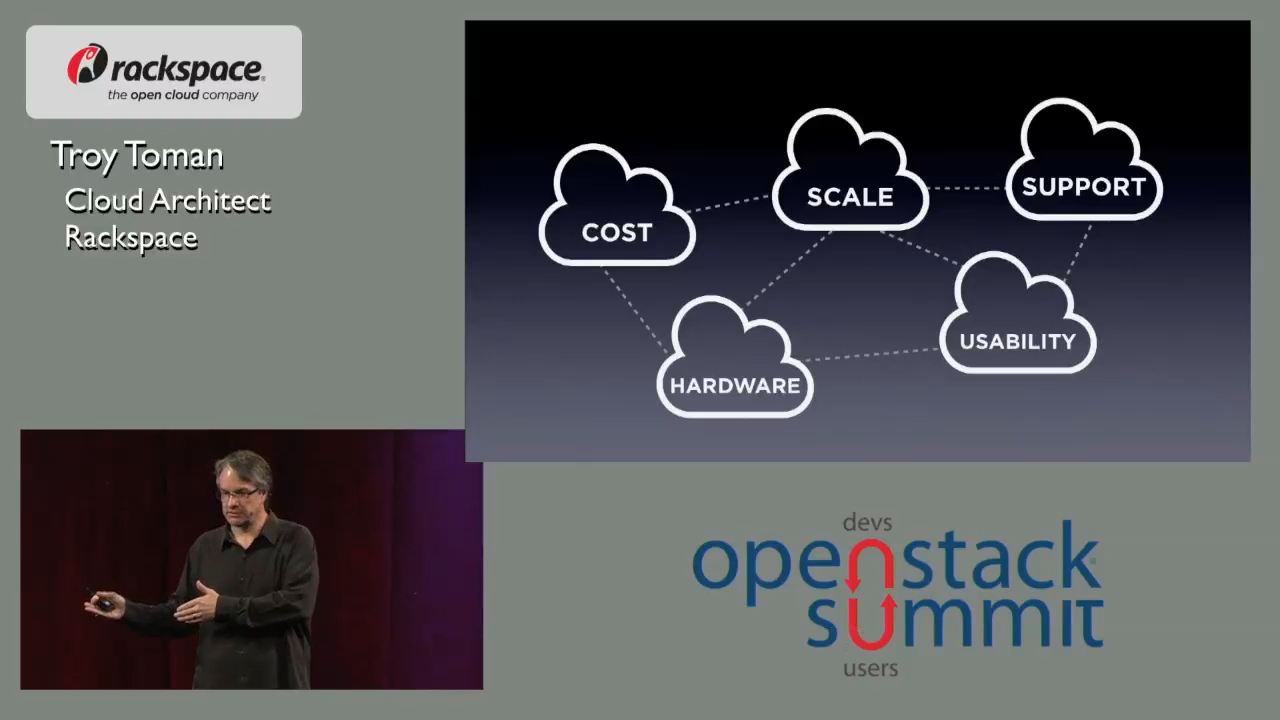 rackspace®
the open cloud company
Troy Toman
Cloud Architect
Rackspace
COST
SCALE
SUPPORT
HARDWARE
USABILITY
devs
openstack
summit
users